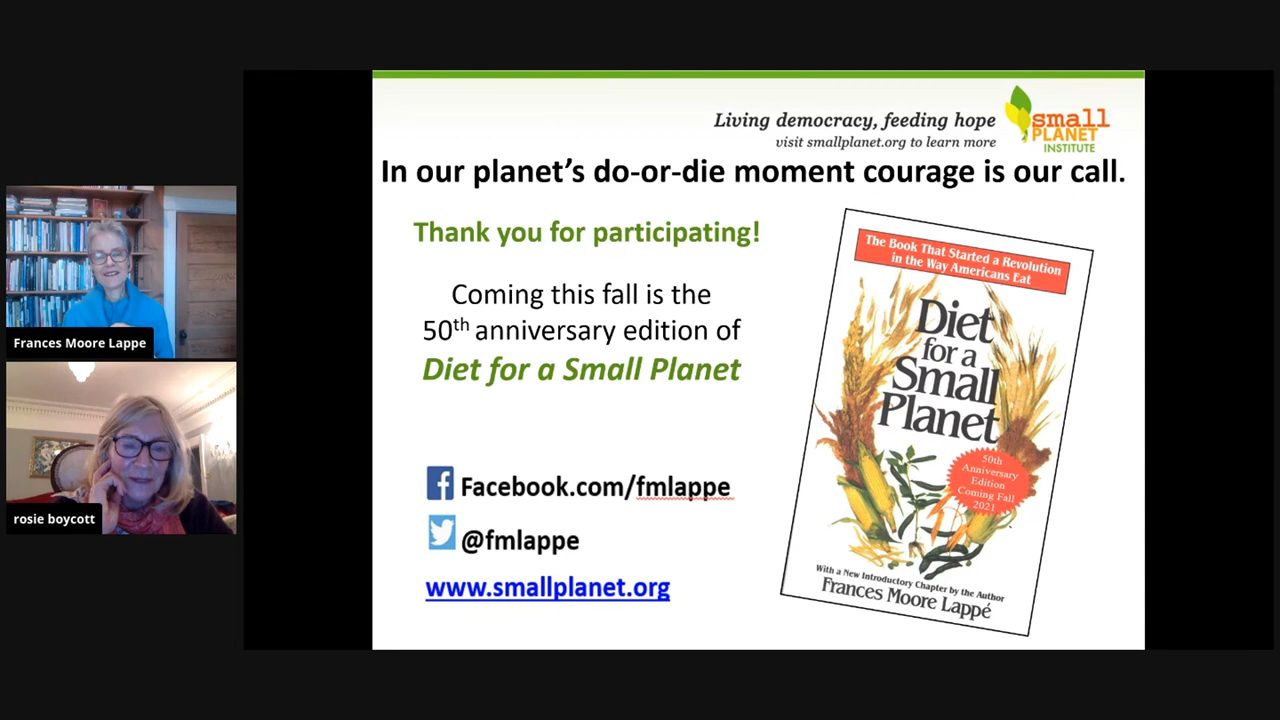 Living democracy, feeding hope
visit smallplanet.org to learn more
small
PLANET
INSTITUTE
In our planet's do-or-die moment courage is our call.
Thank you for participating!
Coming this fall is the
50th anniversary edition of
Diet for a Small Planet
Facebook.com/fmlappe
@fmlappe
www.smallplanet.org
The Book That Started a Revolution
in the Way Americans Eat
Diet
for a
Small
Planet
50th
Anniversary
Edition
Coming Fall
2021
With a New Introductory Chapter by the Author
Frances Moore Lappé
Frances Moore Lappe
rosie boycott